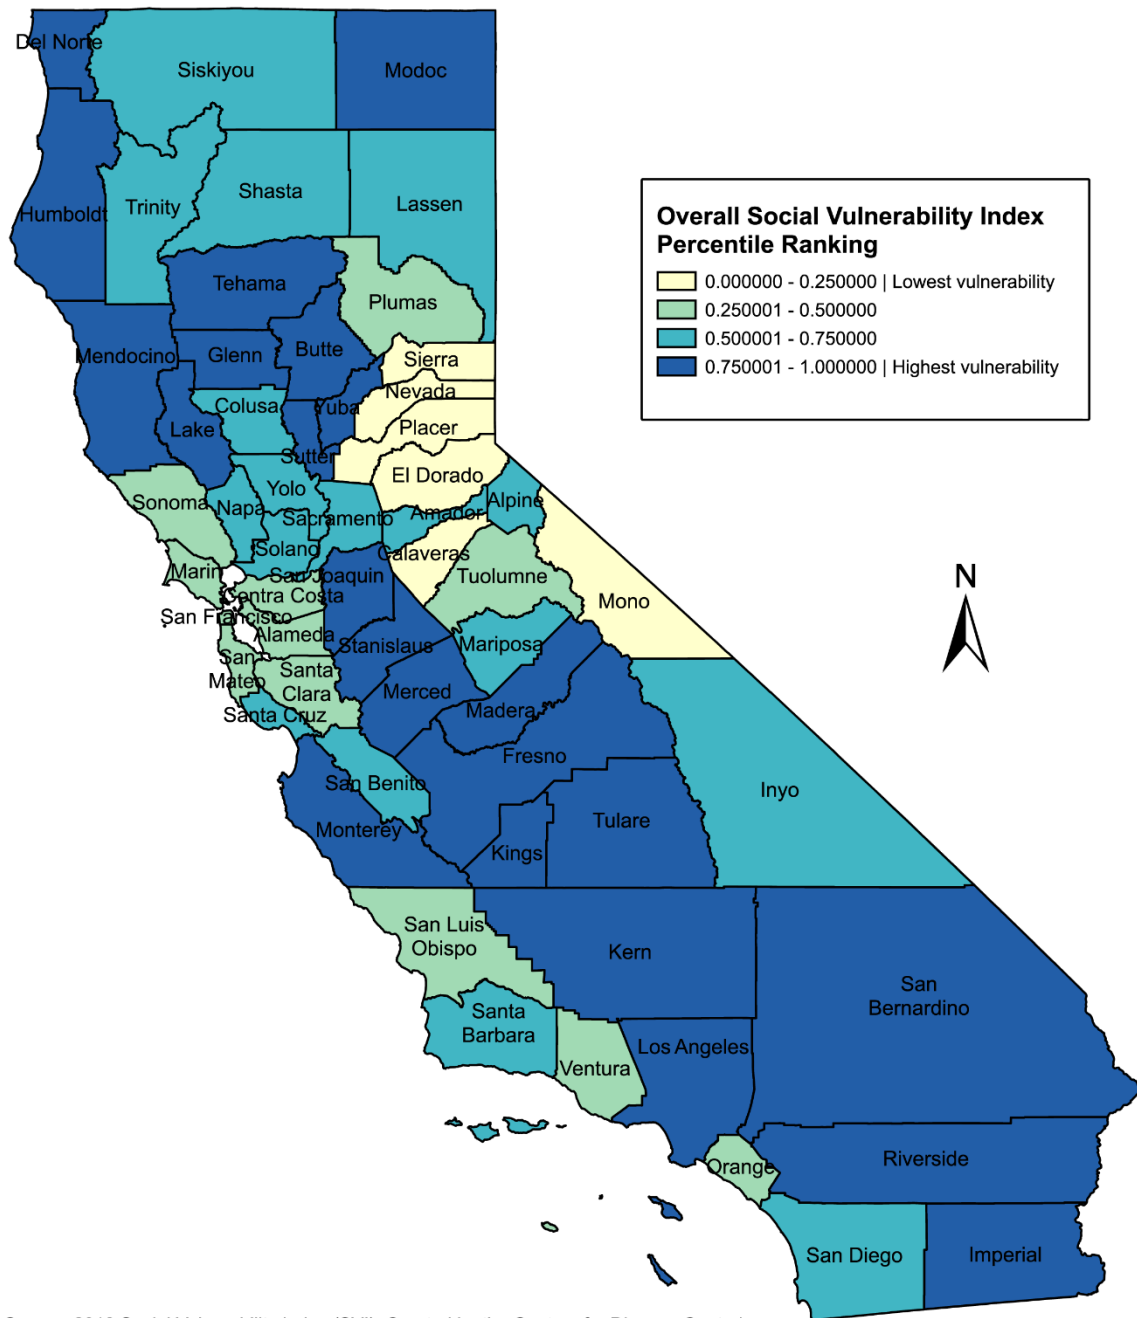 Del Norte
Siskiyou
Modoc
Humboldt
Trinity
Shasta
Lassen
Overall Social Vulnerability Index
Percentile Ranking
0.000000 - 0.250000 | Lowest vulnerability
0.250001 - 0.500000
0.500001 - 0.750000
0.750001 - 1.000000 | Highest vulnerability
Tehama
Plumas
Mendocino
Glenn
Butte
Sierra
Nevada
Colusa
Yuba
Lake
Placer
Sutter
El Dorado
Sonoma
Napa
Yolo
Sacramento
Amador
Alpine
Solano
Calaveras
Marin
San Joaquin
Tuolumne
Contra Costa
Mono
N
San Francisco
Alameda
Stanislaus
Mariposa
San
Mateo
Santa
Clara
Merced
Santa Cruz
Madera
Fresno
San Benito
Inyo
Monterey
Kings
Tulare
San Luis
Obispo
Kern
San
Bernardino
Santa
Barbara
Los Angeles
Ventura
Orange
Riverside
San Diego
Imperial